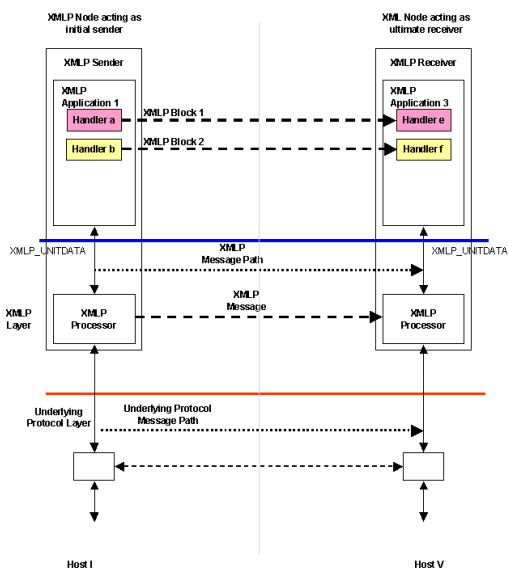 XMLP Node acting as
initial sender
XML Node acting as
ultimate receiver
XMLP Sender
XMLP Receiver
XMLP
Application 1
XMLP
Application 3
Handler a
XMLP Block 1
Handler e
Handler b
XMLP Block 2
Handler f
XMLP_UNITDATA
XMLP
Message Path
XMLP_UNITDATA
XMLP
Layer
XMLP
Processor
XMLP
Message
XMLP
Processor
Underlying
Protocol Layer
Underlying Protocol
Message Path
Host I
Host V